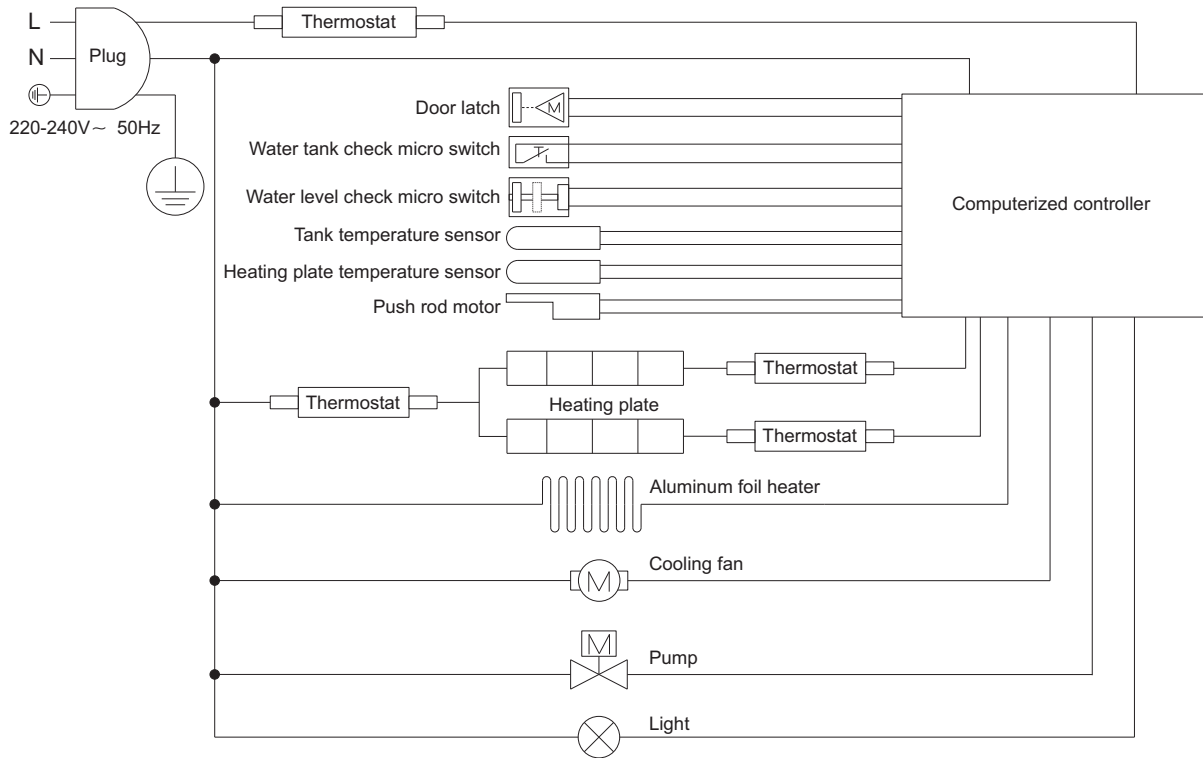 L
Thermostat
N
Plug
220-240V~ 50Hz
Door latch
M
Water tank check micro switch
Water level check micro switch
Tank temperature sensor
Heating plate temperature sensor
Push rod motor
Computerized controller
Thermostat
Thermostat
Heating plate
Thermostat
Aluminum foil heater
Cooling fan
M
M
Pump
Light